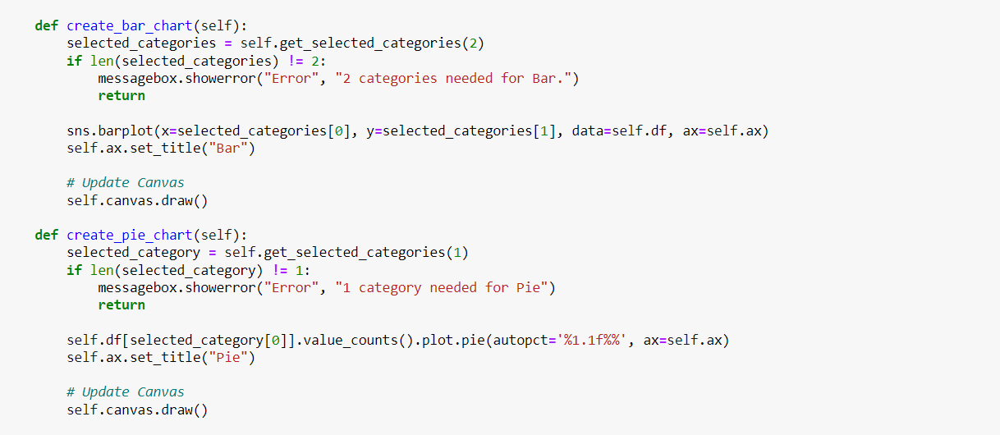 def create_bar_chart(self):
    selected_categories = self.get_selected_categories(2)
    if len(selected_categories) != 2:
        messagebox.showerror("Error", "2 categories needed for Bar.")
        return

    sns.barplot(x=selected_categories[0], y=selected_categories[1], data=self.df, ax=self.ax)
    self.ax.set_title("Bar")

    # Update Canvas
    self.canvas.draw()

def create_pie_chart(self):
    selected_category = self.get_selected_categories(1)
    if len(selected_category) != 1:
        messagebox.showerror("Error", "1 category needed for Pie")
        return

    self.df[selected_category[0]].value_counts().plot.pie(autopct='%1.1f%%', ax=self.ax)
    self.ax.set_title("Pie")

    # Update Canvas
    self.canvas.draw()